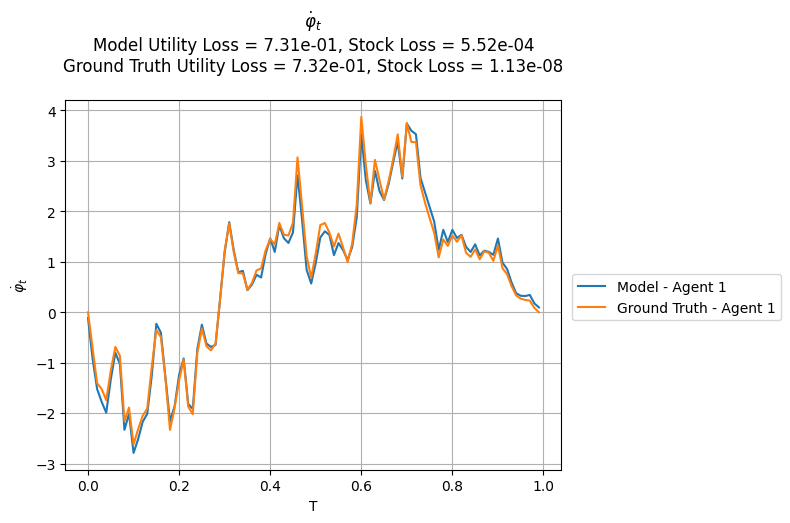 φ̇ₜ
Model Utility Loss = 7.31e-01, Stock Loss = 5.52e-04
Ground Truth Utility Loss = 7.32e-01, Stock Loss = 1.13e-08
4
3
2
1
0
−1
−2
−3
φ̇ₜ
0.0 0.2 0.4 0.6 0.8 1.0
T
Model - Agent 1
Ground Truth - Agent 1